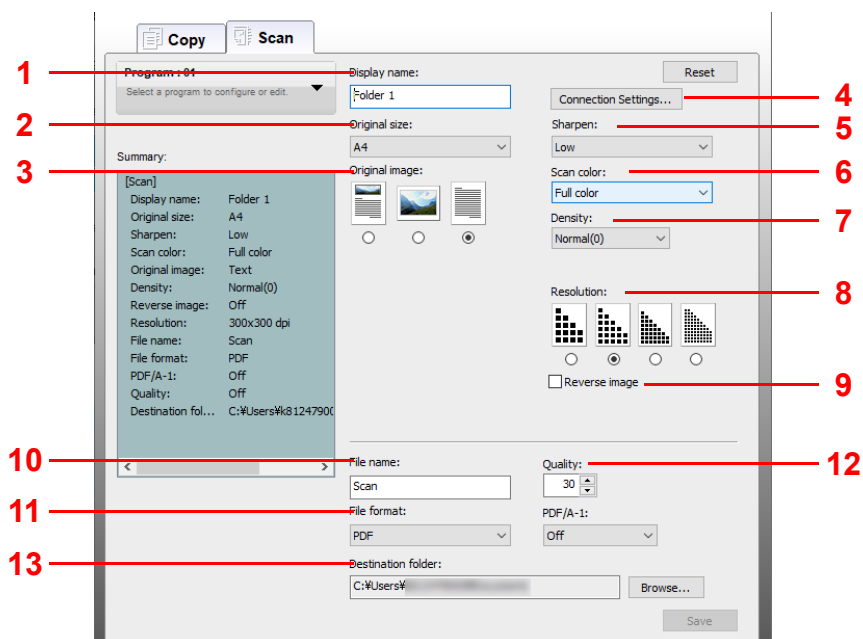 Copy
Scan
1
Program : 01
Select a program to configure or edit.
Display name:
Reset
Folder 1
Connection Settings...
4
2
Original size:
Sharpen:
5
A4
Low
Summary:
3
Original image:
Scan color:
6
Full color
[Scan]
Display name: Folder 1
Original size: A4
Sharpen: Low
Scan color: Full color
Original image: Text
Density: Normal(0)
Reverse image: Off
Resolution: 300x300 dpi
File name: Scan
File format: PDF
PDF/A-1: Off
Quality: Off
Destination fol... C:¥Users¥k81247900
Density:
7
Normal(0)
Resolution:
8
Reverse image
9
10
File name:
Quality:
12
Scan
30
11
File format:
PDF/A-1:
PDF
Off
13
Destination folder:
C:¥Users¥
Browse...
Save